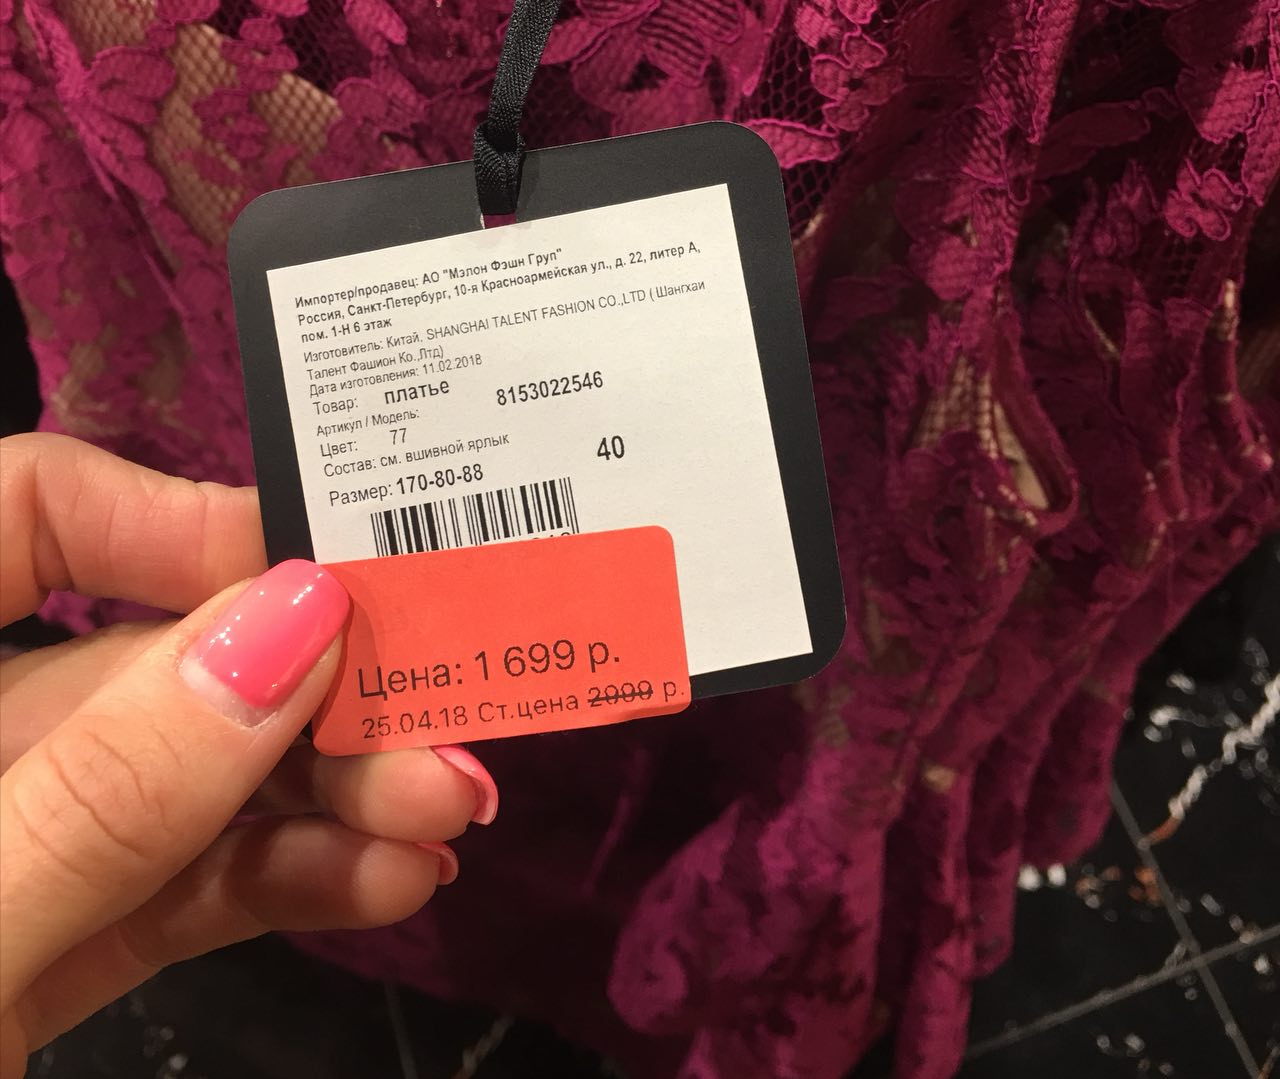 Импортер/продавец: АО "Мэлон Фэшн Груп"
Россия, Санкт-Петербург, 10-я Красноармейская ул., д. 22, литер А,
пом. 1-Н 6 этаж
Изготовитель: Китай. SHANGHAI TALENT FASHION CO.,LTD ( Шангхаи
Талент Фашион Ко.,Лтд)
Дата изготовления: 11.02.2018
Товар: платье
Артикул / Модель: 8153022546
Цвет: 77
Состав: см. вшивной ярлык
Размер: 170-80-88 40
Цена: 1 699 р.
25.04.18 Ст.цена 2999 р.